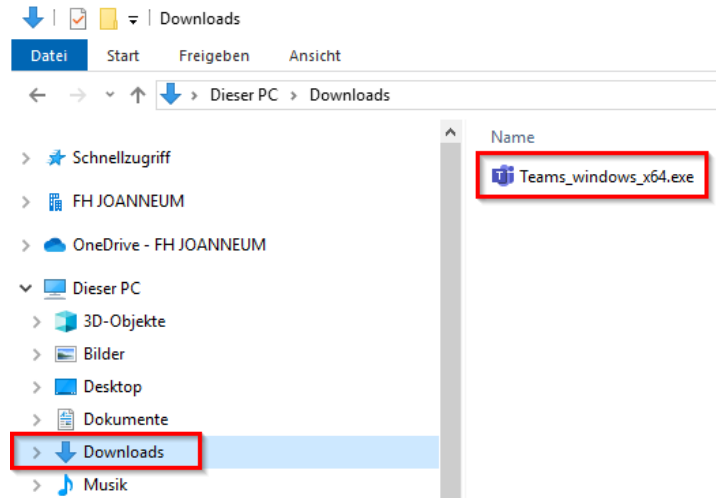 Downloads
Datei Start Freigeben Ansicht
Dieser PC > Downloads
Schnellzugriff
FH JOANNEUM
OneDrive - FH JOANNEUM
Dieser PC
3D-Objekte
Bilder
Desktop
Dokumente
Downloads
Musik
Name
Teams_windows_x64.exe